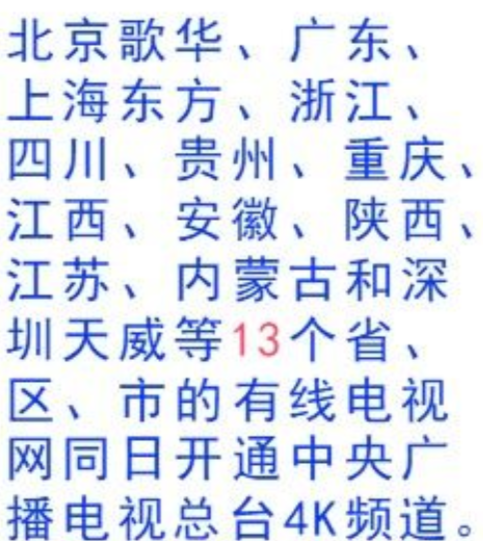 北京歌华、广东、
上海东方、浙江、
四川、贵州、重庆、
江西、安徽、陕西、
江苏、内蒙古和深
圳天威等13个省、
区、市的有线电视
网同日开通中央广
播电视总台4K频道。